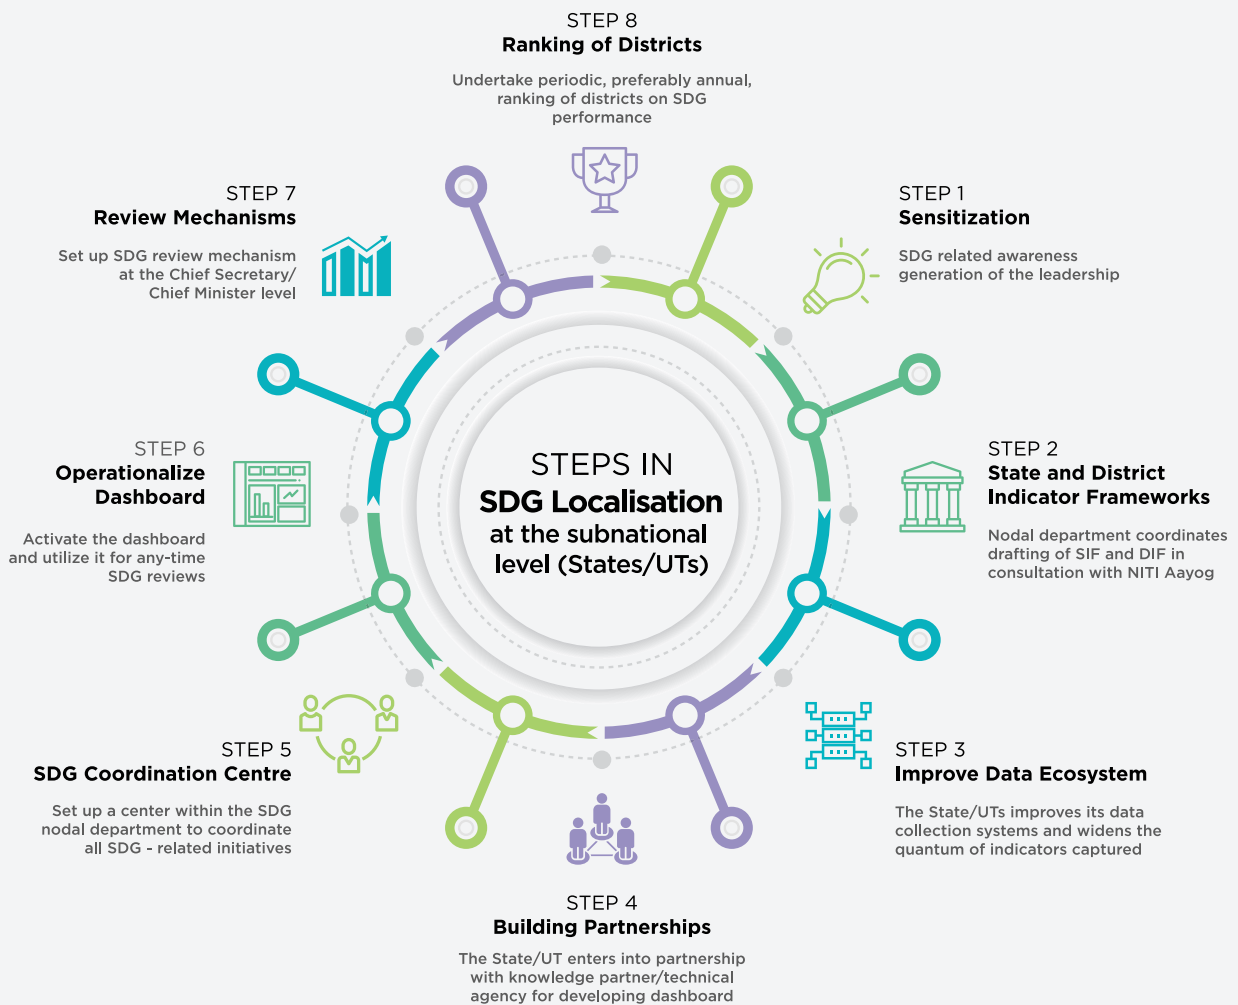 STEPS IN
SDG Localisation
at the subnational
level (States/UTs)
STEP 1
Sensitization
SDG related awareness
generation of the leadership
STEP 2
State and District
Indicator Frameworks
Nodal department coordinates
drafting of SIF and DIF in
consultation with NITI Aayog
STEP 3
Improve Data Ecosystem
The State/UTs improves its data
collection systems and widens the
quantum of indicators captured
STEP 4
Building Partnerships
The State/UT enters into partnership
with knowledge partner/technical
agency for developing dashboard
STEP 5
SDG Coordination Centre
Set up a center within the SDG
nodal department to coordinate
all SDG - related initiatives
STEP 6
Operationalize
Dashboard
Activate the dashboard
and utilize it for any-time
SDG reviews
STEP 7
Review Mechanisms
Set up SDG review mechanism
at the Chief Secretary/
Chief Minister level
STEP 8
Ranking of Districts
Undertake periodic, preferably annual,
ranking of districts on SDG
performance